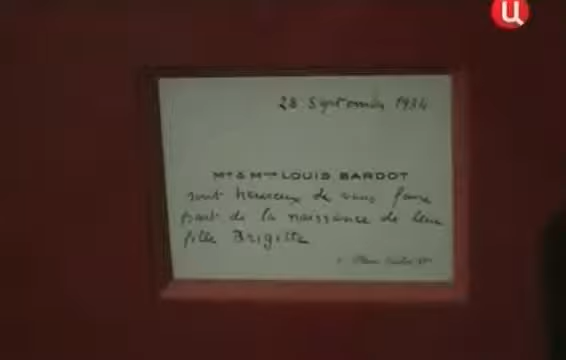 Ц
28 Septembre 1934
Mr & Mme LOUIS BARDOT
sont heureux de vous faire
part de la naissance de leur
fille Brigitte